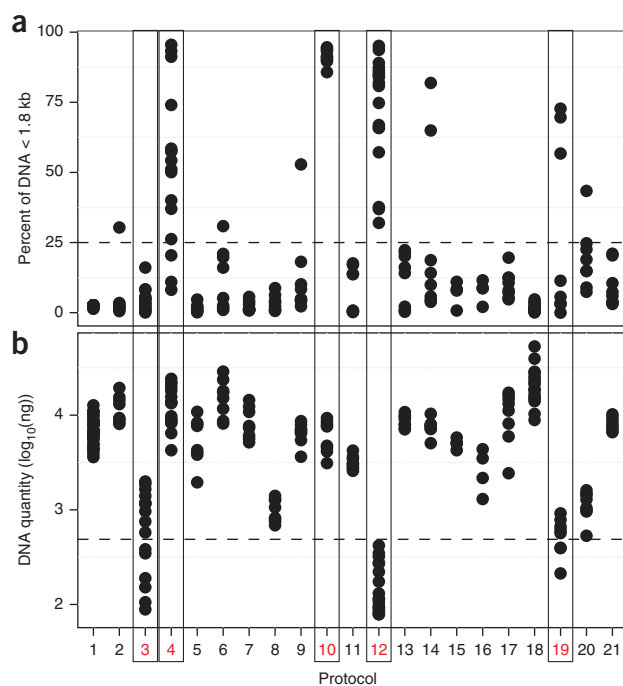 a
100
75
50
25
0
Percent of DNA < 1.8 kb
b
4
3
2
DNA quantity (log₁₀(ng))
1 2 3 4 5 6 7 8 9 10 11 12 13 14 15 16 17 18 19 20 21
Protocol